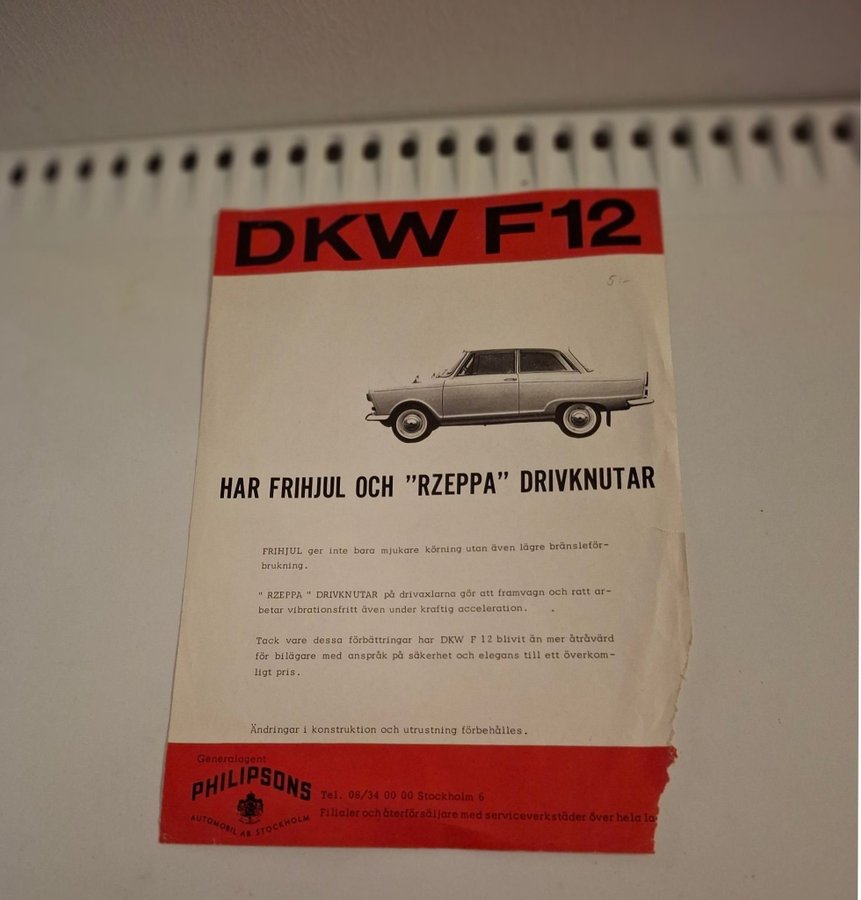 DKW F12
5:-
HAR FRIHJUL OCH "RZEPPA" DRIVKNUTAR
FRIHJUL ger inte bara mjukare körning utan även lägre bränsleför-
brukning.
" RZEPPA " DRIVKNUTAR på drivaxlarna gör att framvagn och ratt ar-
betar vibrationsfritt även under kraftig acceleration.
Tack vare dessa förbättringar har DKW F 12 blivit än mer åtråvärd
för bilägare med anspråk på säkerhet och elegans till ett överkom-
ligt pris.
Ändringar i konstruktion och utrustning förbehålles.
Generalagent
PHILIPSONS
AUTOMOBIL AB. STOCKHOLM
Tel. 08/34 00 00 Stockholm 6
Filialer och återförsäljare med serviceverkstäder över hela la